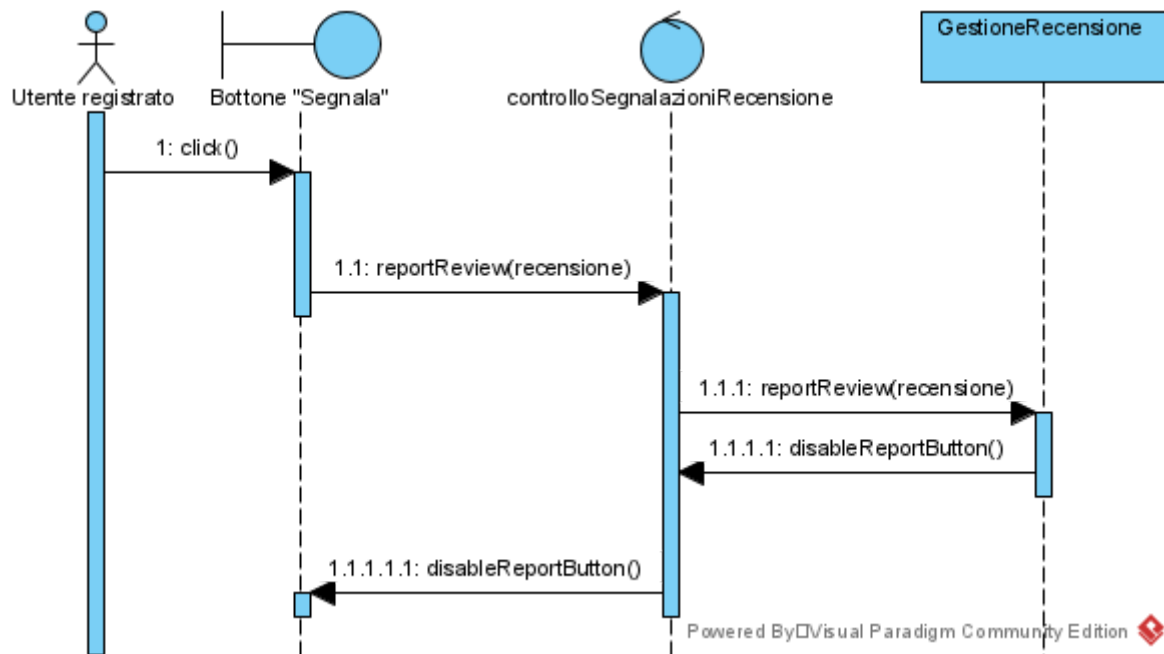 GestioneRecensione
Utente registrato
Bottone "Segnala"
controlloSegnalazioniRecensione
1: click()
1.1: reportReview(recensione)
1.1.1: reportReview(recensione)
1.1.1.1: disableReportButton()
1.1.1.1.1: disableReportButton()
Powered By□Visual Paradigm Community Edition